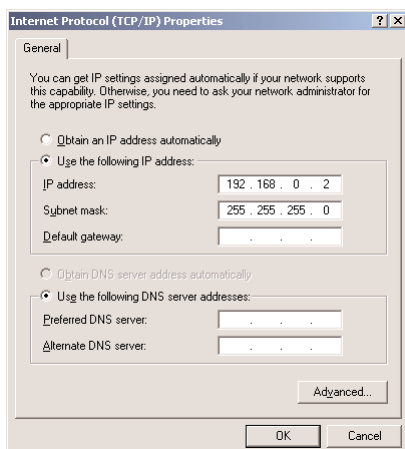 Internet Protocol (TCP/IP) Properties
General
You can get IP settings assigned automatically if your network supports
this capability. Otherwise, you need to ask your network administrator for
the appropriate IP settings.
Obtain an IP address automatically
Use the following IP address:
IP address: 192 . 168 . 0 . 2
Subnet mask: 255 . 255 . 255 . 0
Default gateway: . . .
Obtain DNS server address automatically
Use the following DNS server addresses:
Preferred DNS server: . . .
Alternate DNS server: . . .
Advanced...
OK Cancel